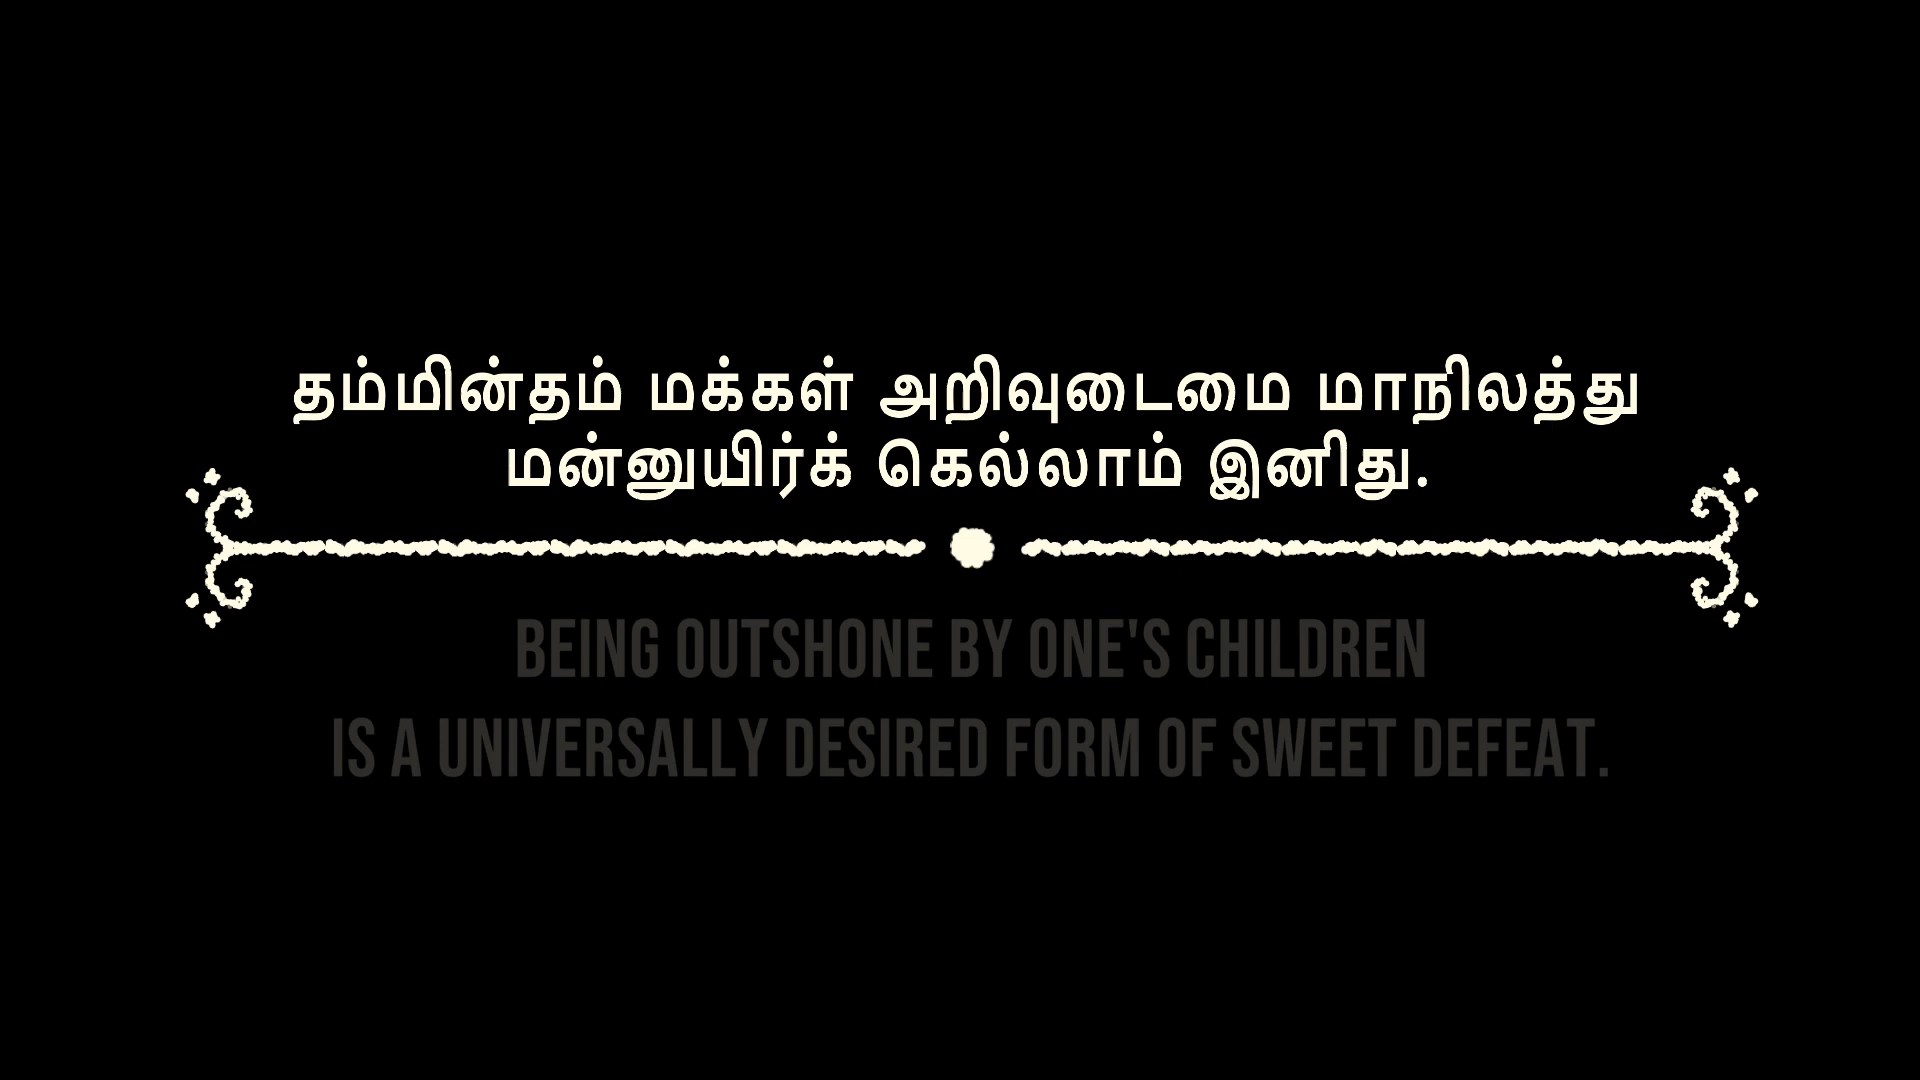 தம்மின்தம் மக்கள் அறிவுடைமை மாநிலத்து
மன்னுயிர்க் கெல்லாம் இனிது.
BEING OUTSHONE BY ONE'S CHILDREN
IS A UNIVERSALLY DESIRED FORM OF SWEET DEFEAT.